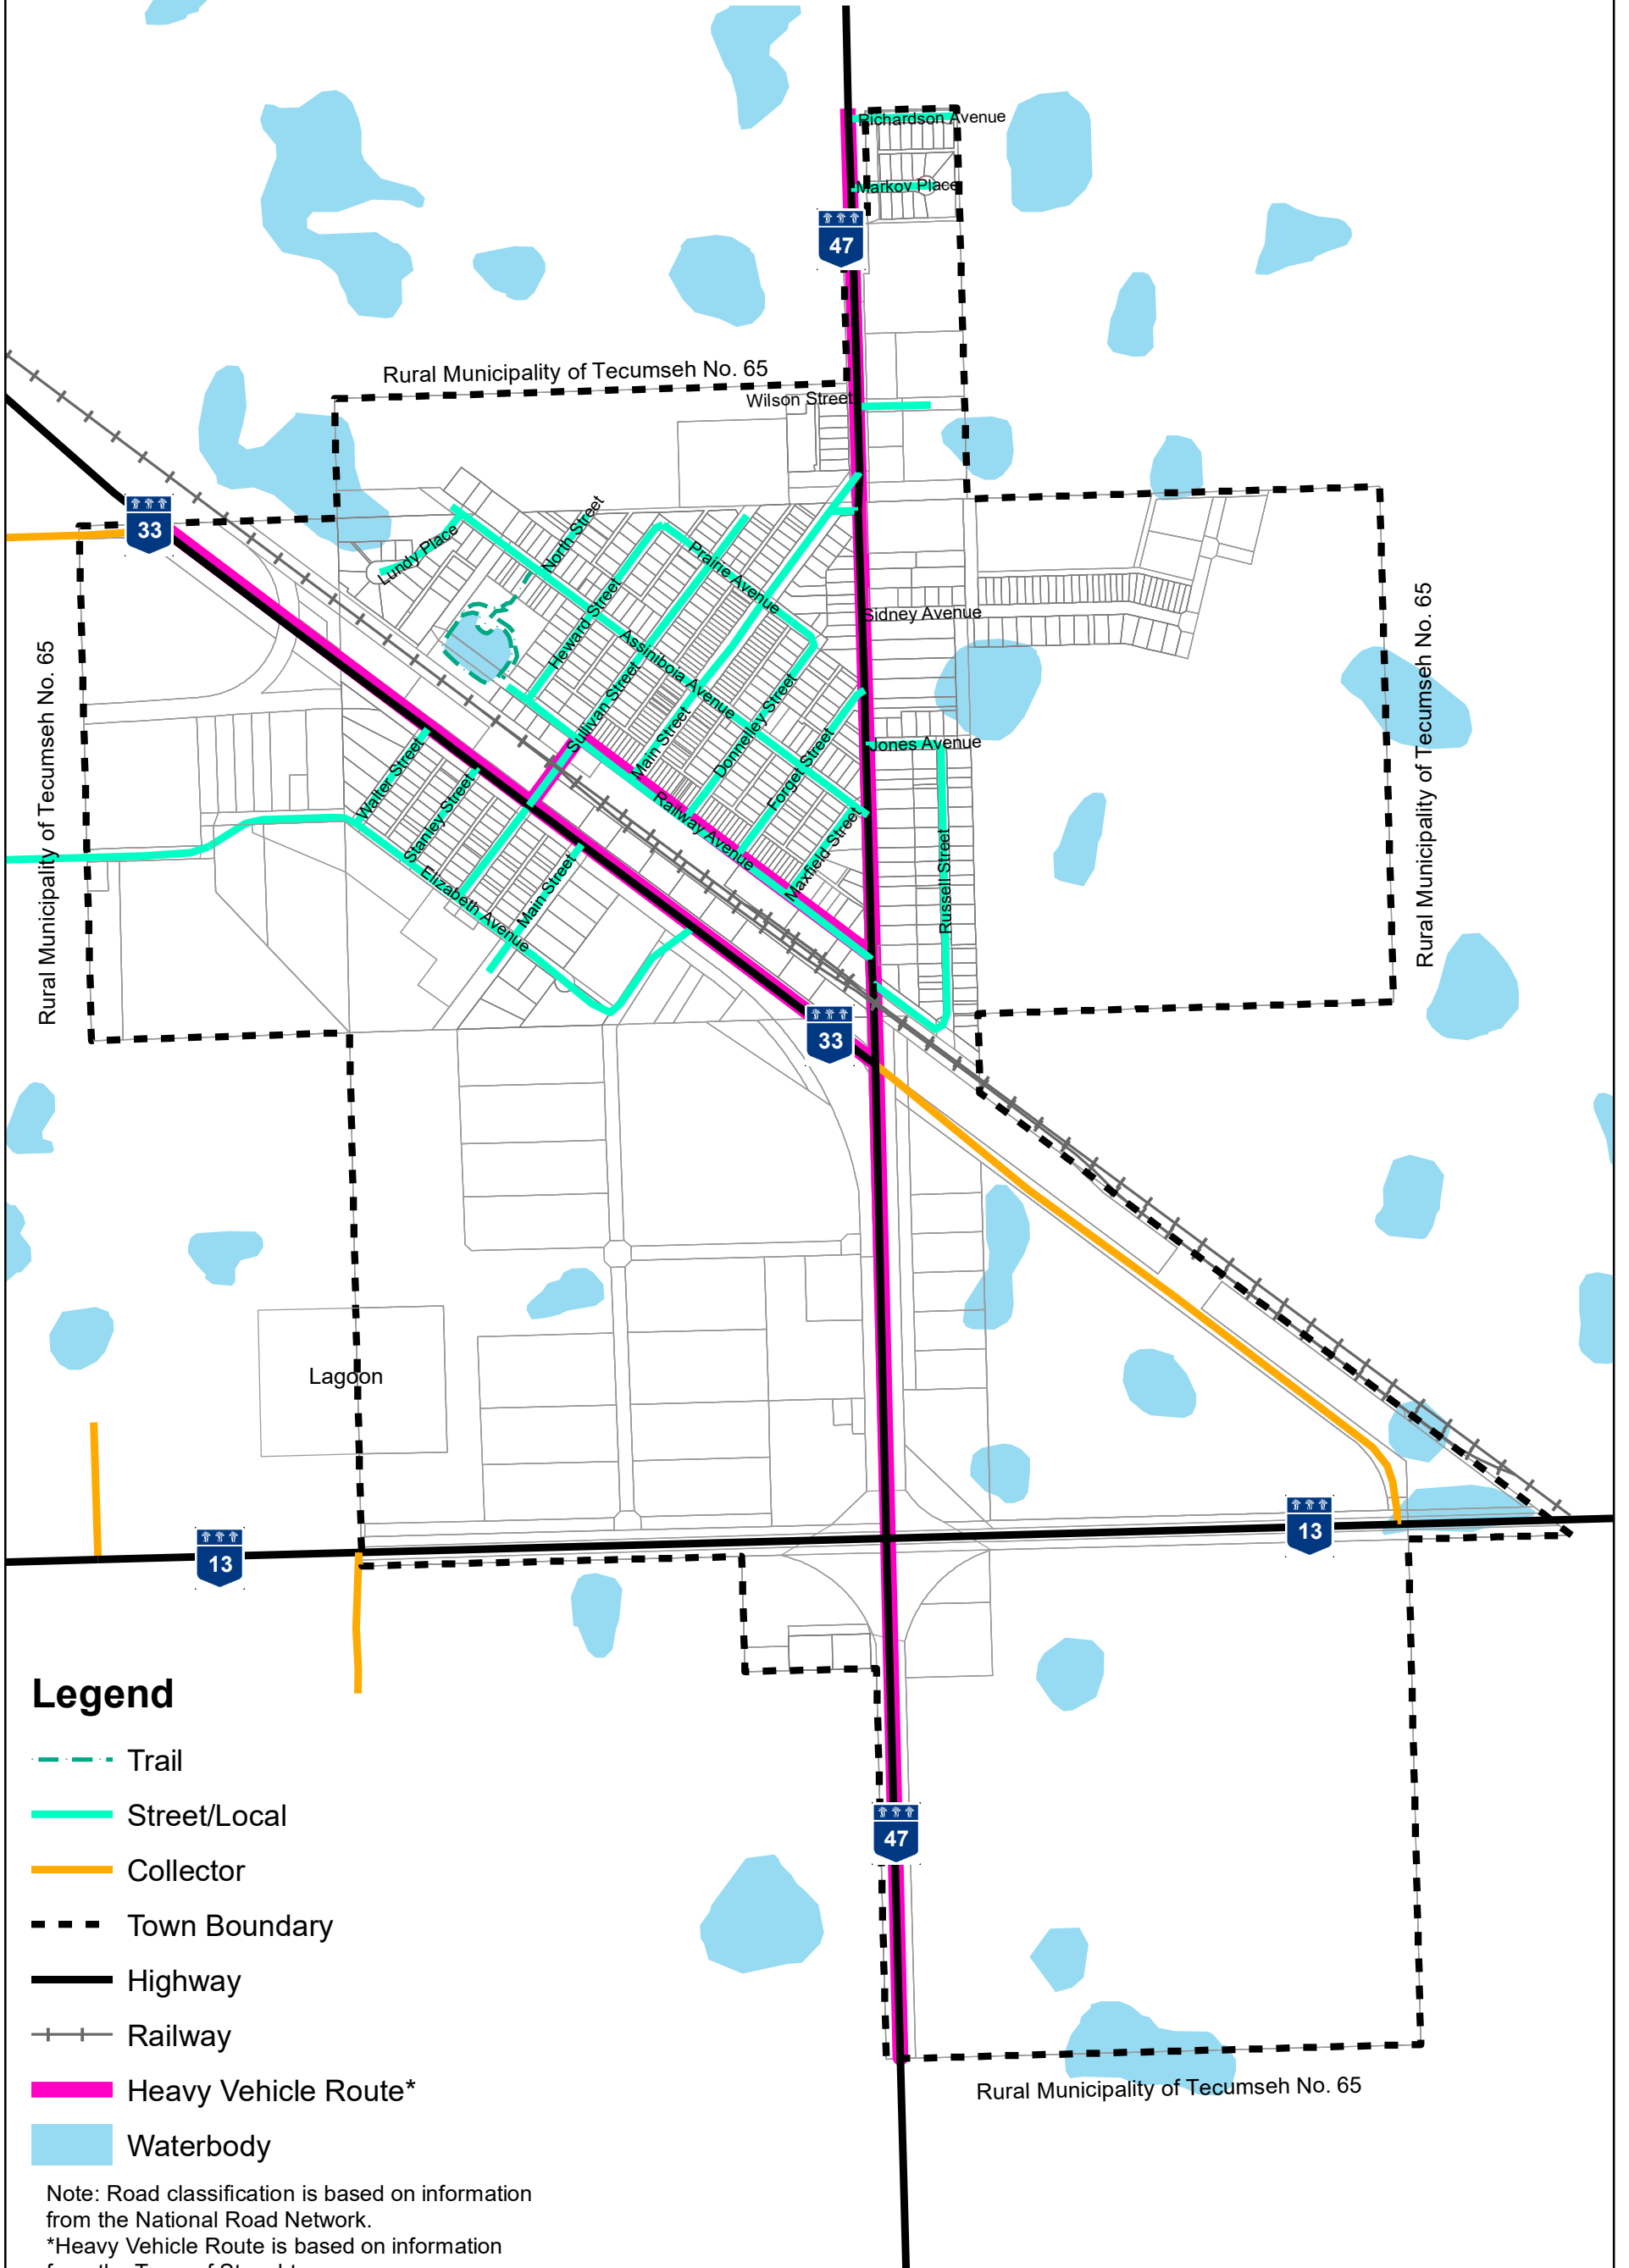 Richardson Avenue
Markov Place
47
Rural Municipality of Tecumseh No. 65
Wilson Street
33
North Street
Lundy Place
Prairie Avenue
Heward Street
Sidney Avenue
Assiniboia Avenue
Sullivan Street
Main Street
Donnelley Street
Forget Street
Jones Avenue
Walter Street
Stanley Street
Railway Avenue
Maxfield Street
Russell Street
Elizabeth Avenue
Main Street
Rural Municipality of Tecumseh No. 65
Rural Municipality of Tecumseh No. 65
33
Lagoon
13
13
47
Rural Municipality of Tecumseh No. 65
Legend
Trail
Street/Local
Collector
Town Boundary
Highway
Railway
Heavy Vehicle Route*
Waterbody
Note: Road classification is based on information
from the National Road Network.
*Heavy Vehicle Route is based on information